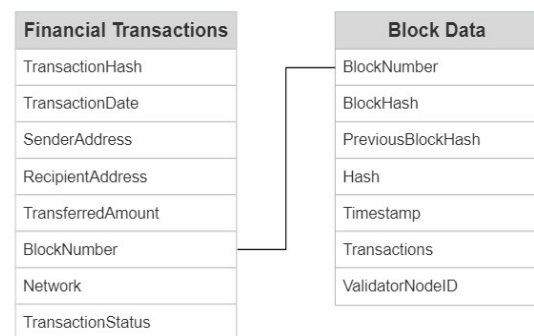 Financial Transactions
TransactionHash
TransactionDate
SenderAddress
RecipientAddress
TransferredAmount
BlockNumber
Network
TransactionStatus
Block Data
BlockNumber
BlockHash
PreviousBlockHash
Hash
Timestamp
Transactions
ValidatorNodeID